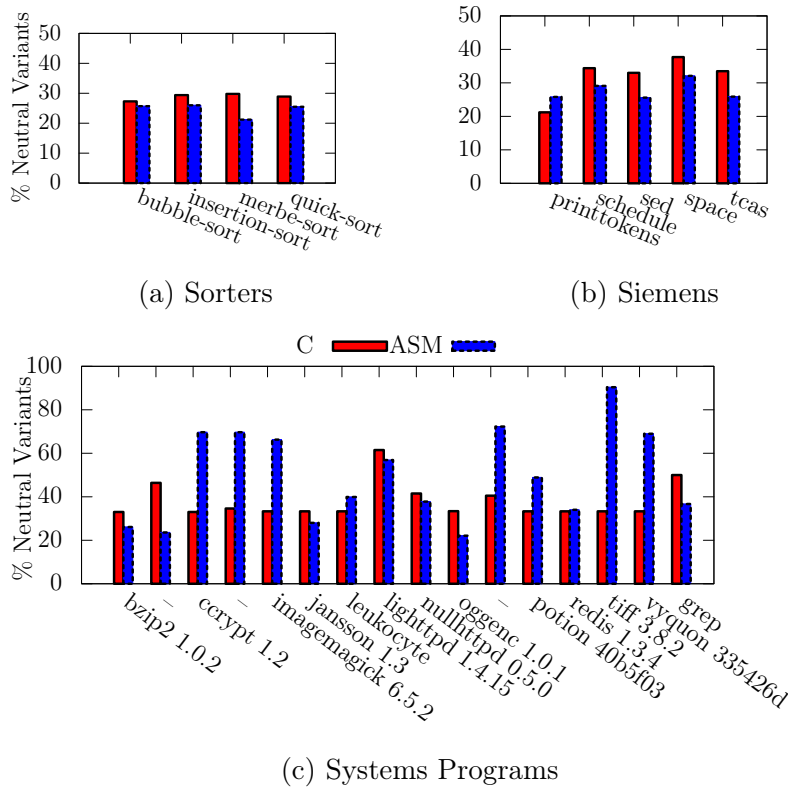 % Neutral Variants
50
40
30
20
10
0
bubble-sort
insertion-sort
merbe-sort
quick-sort
(a) Sorters
50
40
30
20
10
0
printtokens
schedule
sed
space
tcas
(b) Siemens
C ASM
% Neutral Variants
100
80
60
40
20
0
bzip2 1.0.2
–
ccrypt 1.2
–
imagemagick 6.5.2
jansson 1.3
leukocyte
lighttpd 1.4.15
nullhttpd 0.5.0
oggenc 1.0.1
–
potion 40b5f03
redis 1.3.4
tiff 3.8.2
vyquon 335426d
grep
(c) Systems Programs